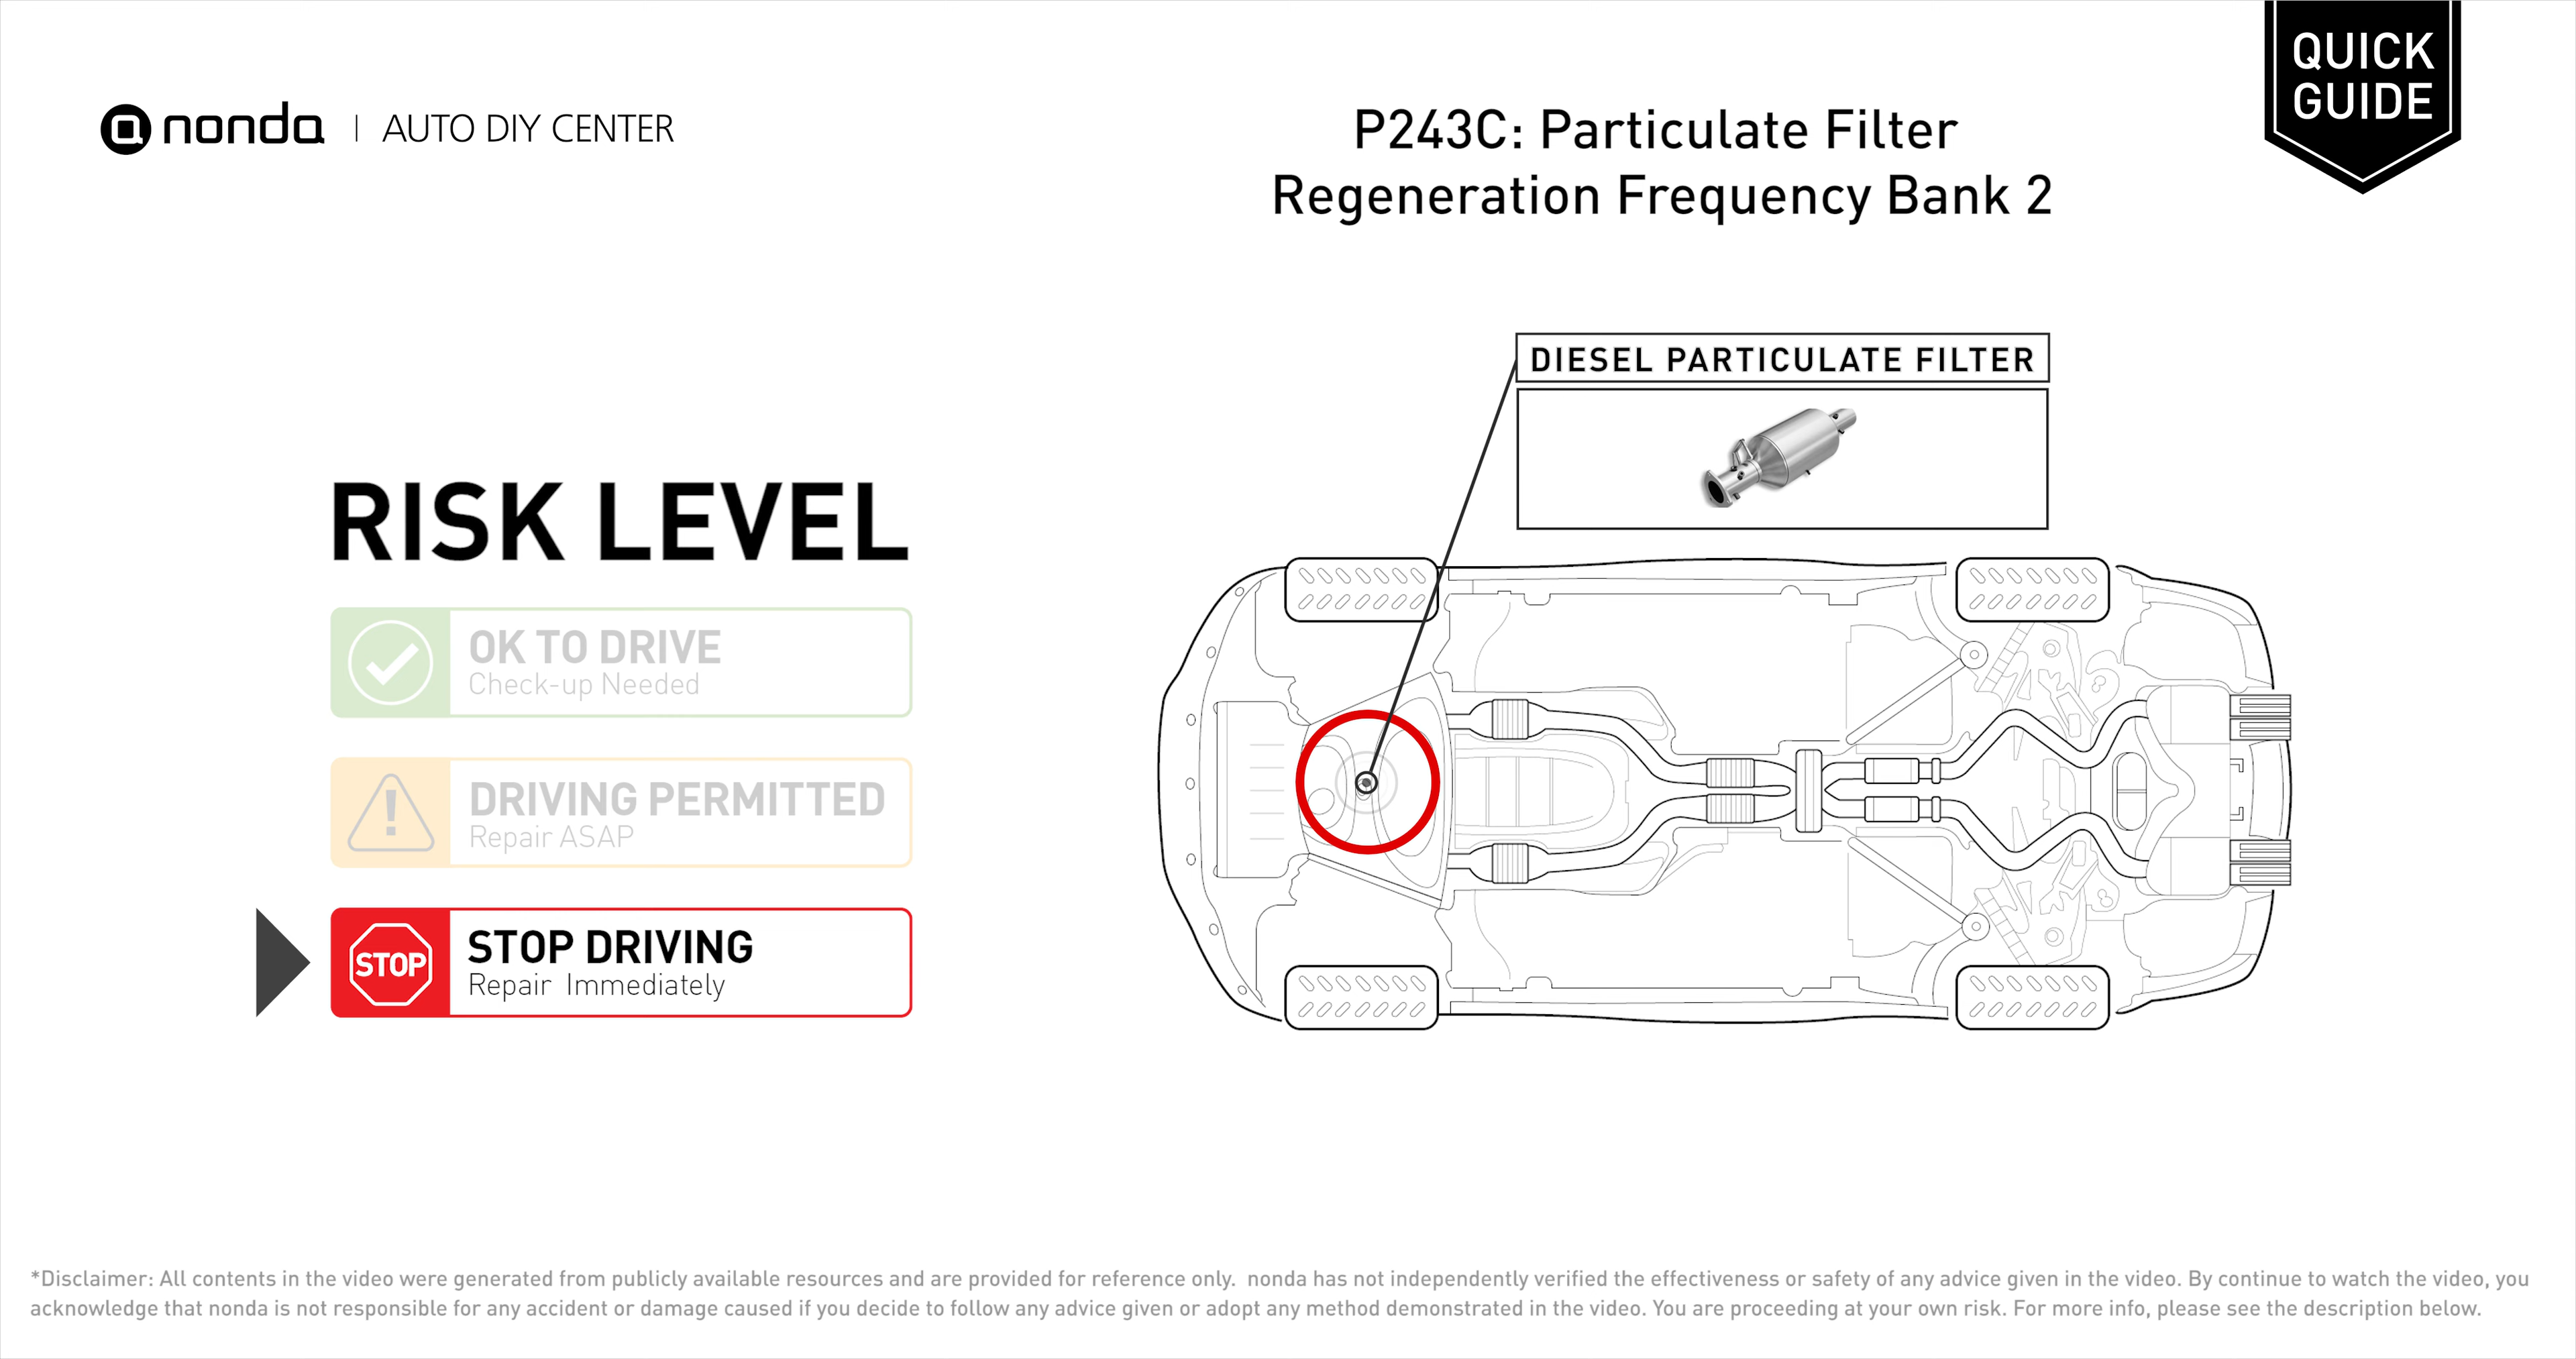 nonda | AUTO DIY CENTER
QUICK
GUIDE
P243C: Particulate Filter
Regeneration Frequency Bank 2
DIESEL PARTICULATE FILTER
RISK LEVEL
OK TO DRIVE
Check-up Needed
DRIVING PERMITTED
Repair ASAP
STOP
STOP DRIVING
Repair Immediately
*Disclaimer: All contents in the video were generated from publicly available resources and are provided for reference only. nonda has not independently verified the effectiveness or safety of any advice given in the video. By continue to watch the video, you
acknowledge that nonda is not responsible for any accident or damage caused if you decide to follow any advice given or adopt any method demonstrated in the video. You are proceeding at your own risk. For more info, please see the description below.